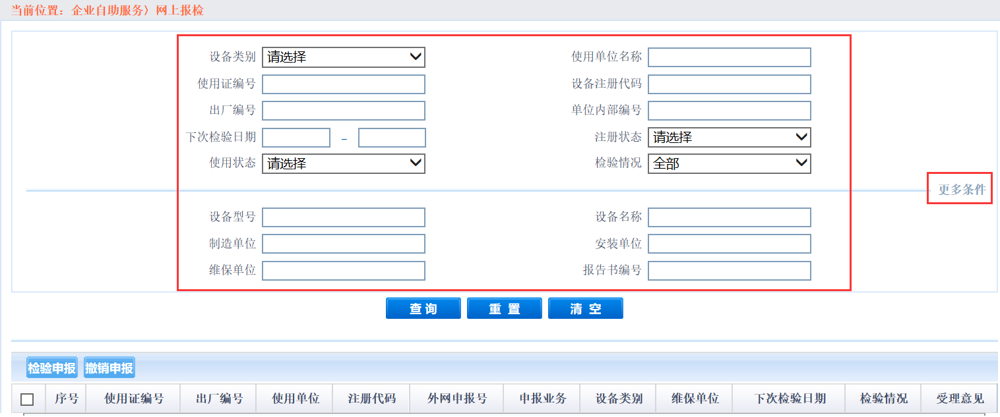 当前位置：企业自助服务〉网上报检
设备类别 请选择 使用单位名称
使用证编号 设备注册代码
出厂编号 单位内部编号
下次检验日期 – 注册状态 请选择
使用状态 请选择 检验情况 全部
更多条件
设备型号 设备名称
制造单位 安装单位
维保单位 报告书编号
查询 重置 清空
检验申报 撤销申报
序号 使用证编号 出厂编号 使用单位 注册代码 外网申报号 申报业务 设备类别 维保单位 下次检验日期 检验情况 受理意见